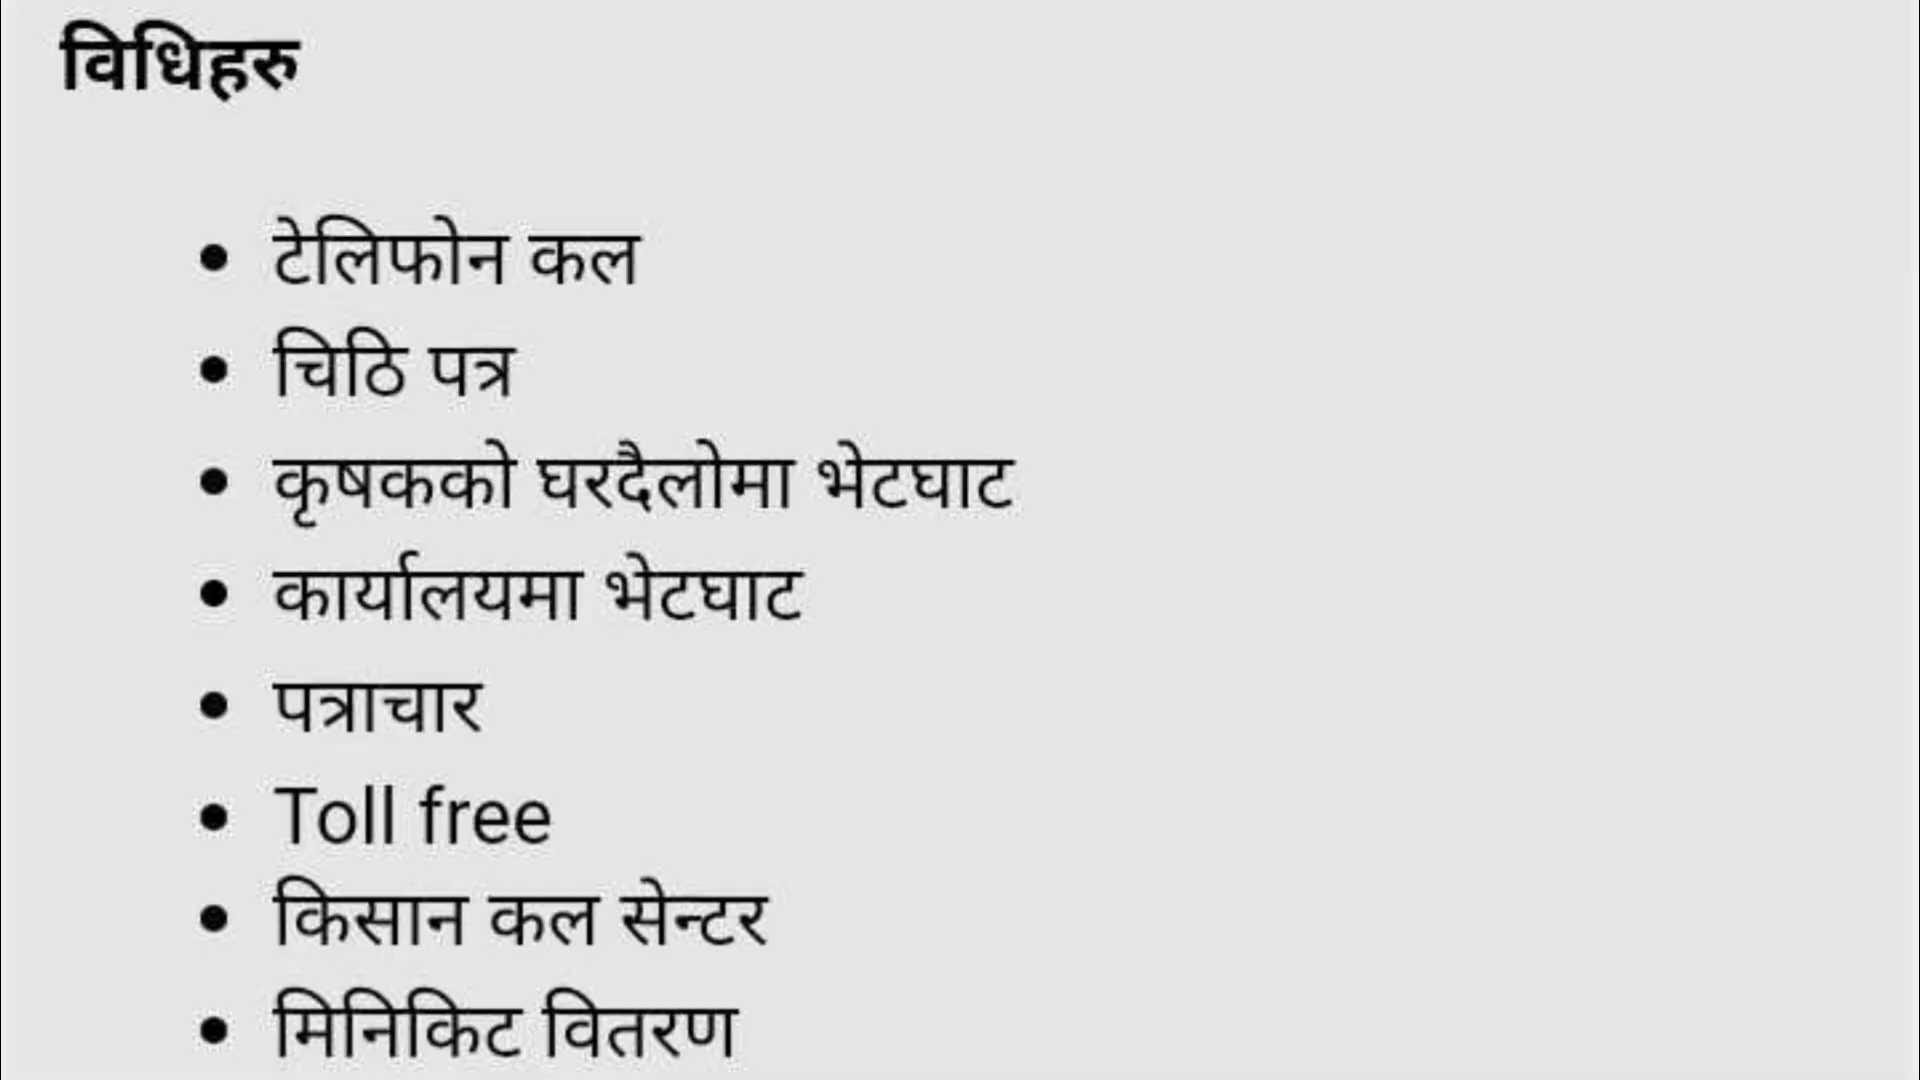 विधिहरु
• टेलिफोन कल
• चिठि पत्र
• कृषकको घरदैलोमा भेटघाट
• कार्यालयमा भेटघाट
• पत्राचार
• Toll free
• किसान कल सेन्टर
• मिनिकिट वितरण